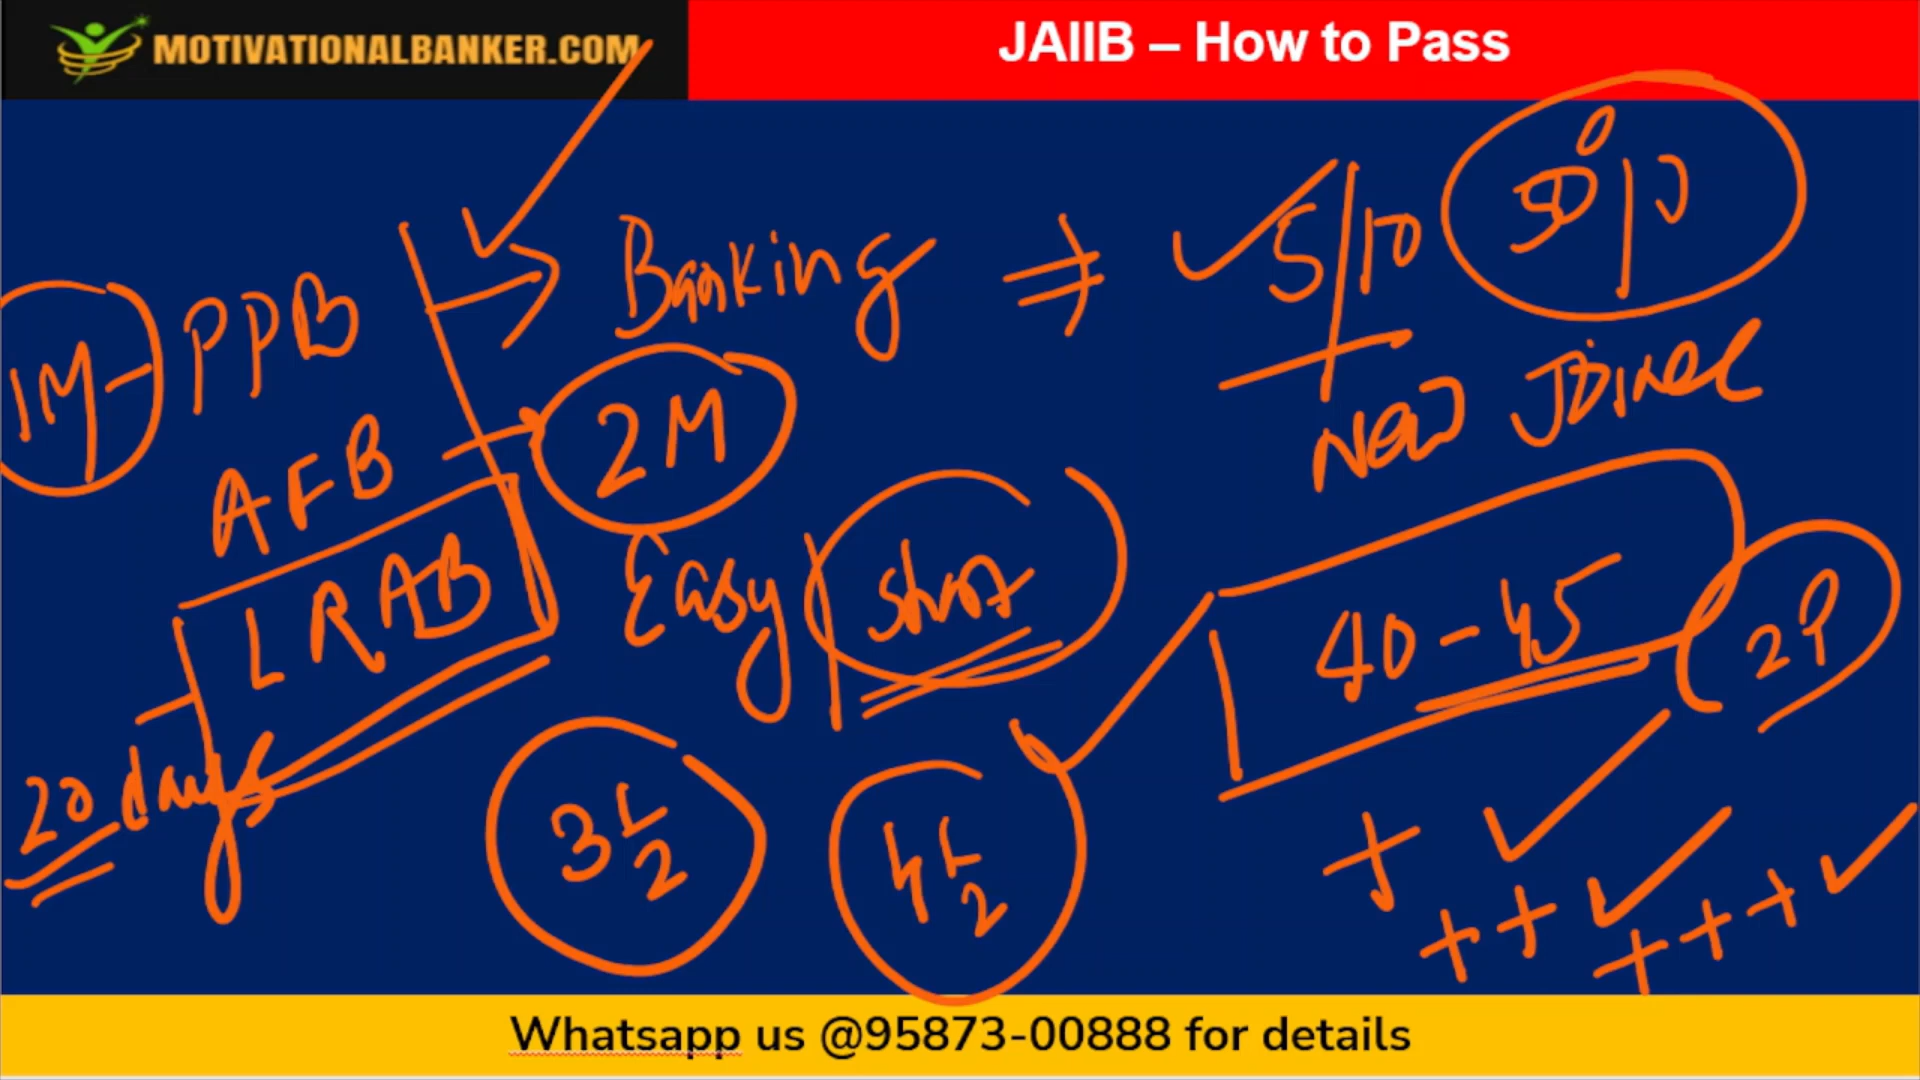 MOTIVATIONALBANKER.COM
JAIIB – How to Pass
1M - PPB
Banking
5/10
AFB
2M
New Joinee
LRAB
Easy
short
40 - 45
2P
20 days
3 1/2
4 1/2
+
+ +
+ + +
Whatsapp us @95873-00888 for details